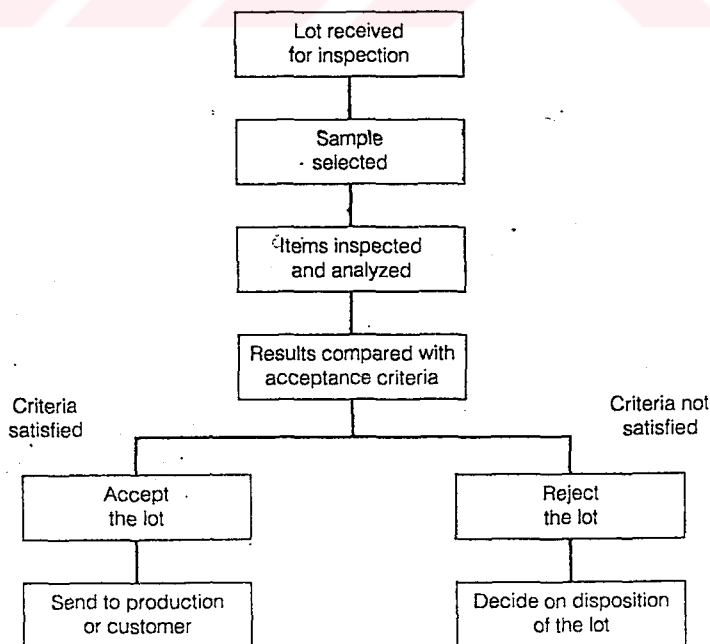 Lot received
for inspection
Sample
selected
Items inspected
and analyzed
Results compared with
acceptance criteria
Criteria
satisfied
Criteria not
satisfied
Accept
the lot
Reject
the lot
Send to production
or customer
Decide on disposition
of the lot